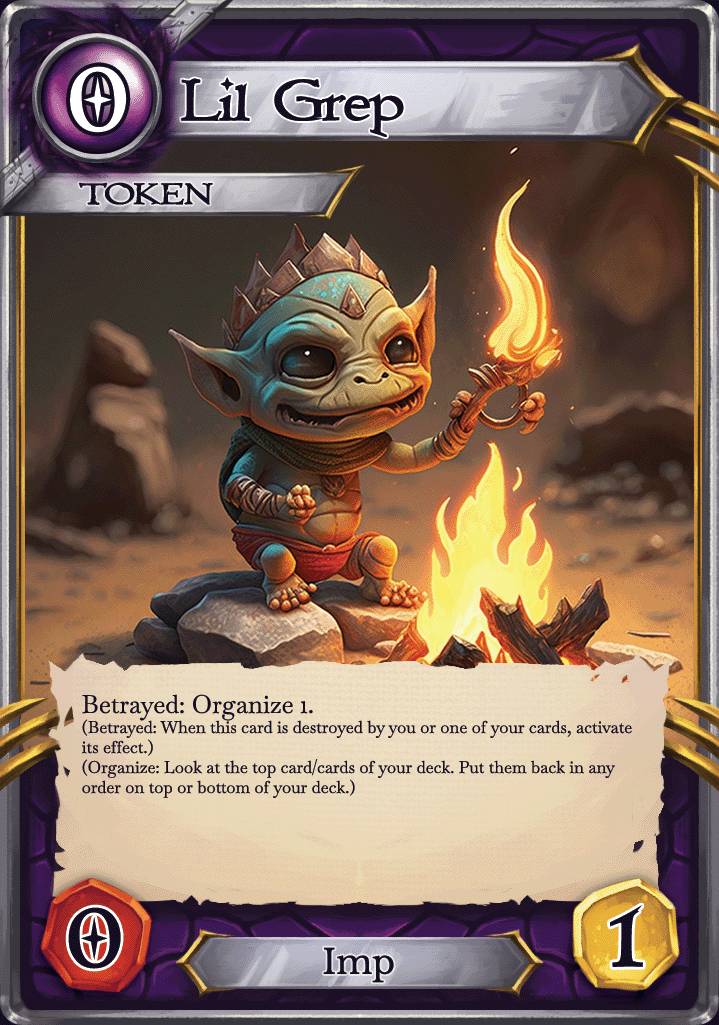 0
Lil Grep
TOKEN
Betrayed: Organize 1.
(Betrayed: When this card is destroyed by you or one of your cards, activate
its effect.)
(Organize: Look at the top card/cards of your deck. Put them back in any
order on top or bottom of your deck.)
0
Imp
1